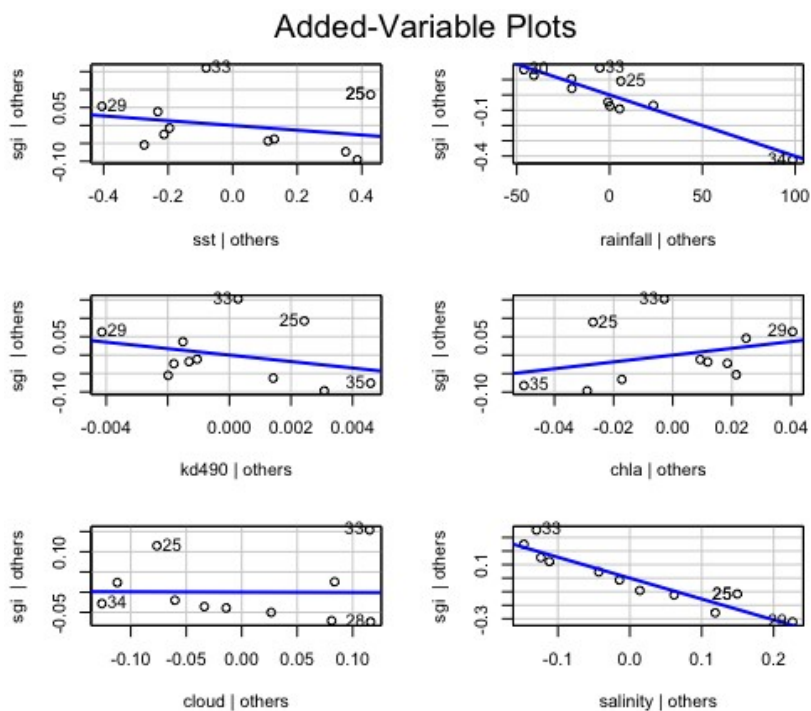 Added-Variable Plots
sgi | others
0.05
-0.10
33
25
29
-0.4 -0.2 0.0 0.2 0.4
sst | others
sgi | others
-0.1
-0.4
33
25
34
-50 0 50 100
rainfall | others
sgi | others
0.05
-0.10
33
25
29
35
-0.004 0.000 0.002 0.004
kd490 | others
sgi | others
0.05
-0.10
33
25
29
35
-0.04 -0.02 0.00 0.02 0.04
chla | others
sgi | others
0.10
-0.05
33
25
34
28
-0.10 -0.05 0.00 0.05 0.10
cloud | others
sgi | others
0.1
-0.3
33
25
-0.1 0.0 0.1 0.2
salinity | others